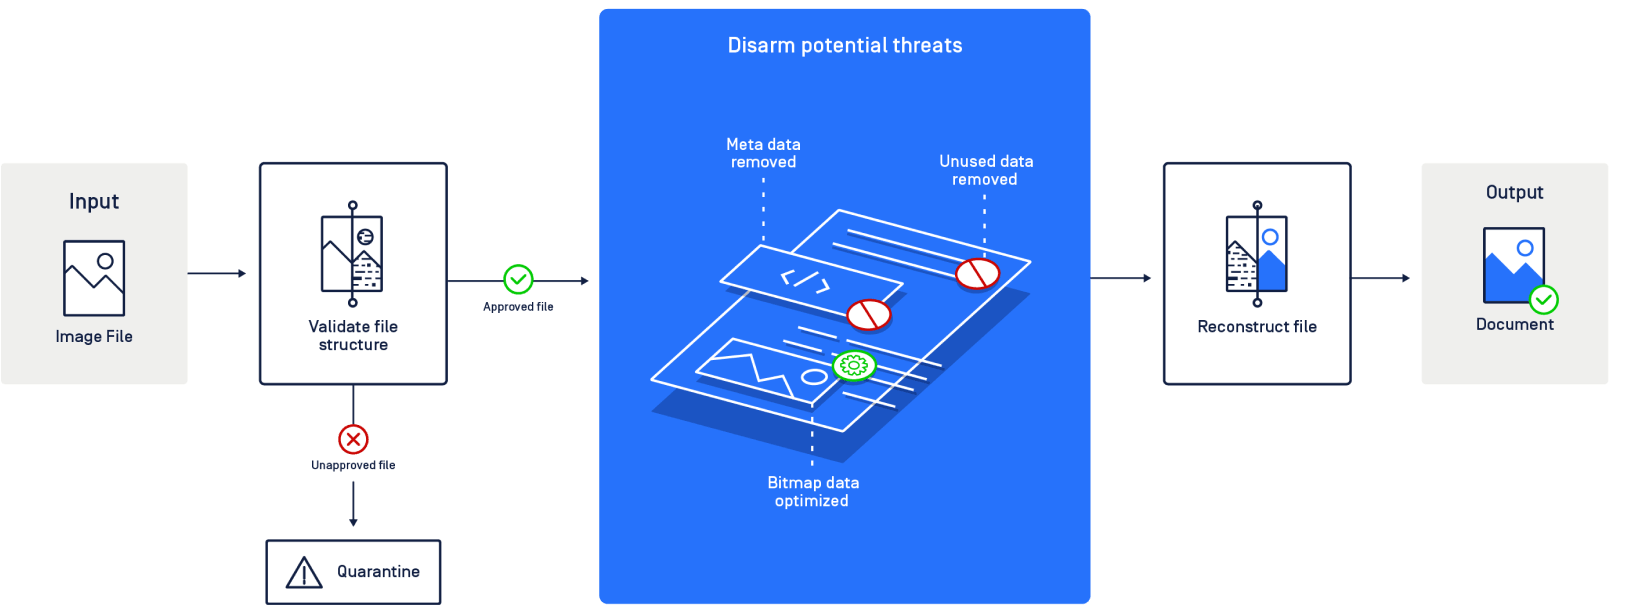 Input
Image File
Validate file
structure
Approved file
Unapproved file
Quarantine
Disarm potential threats
Meta data
removed
Unused data
removed
</>
Bitmap data
optimized
Reconstruct file
Output
Document